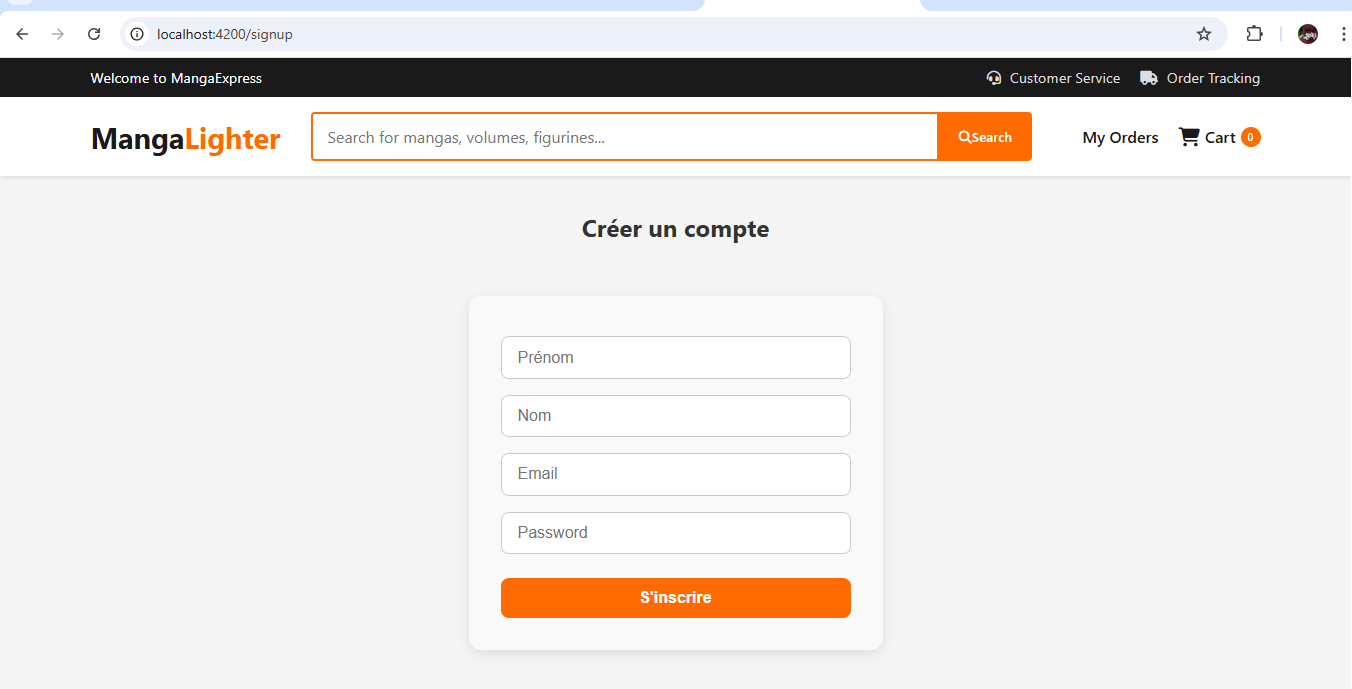 localhost:4200/signup
Welcome to MangaExpress Customer Service Order Tracking
MangaLighter Search for mangas, volumes, figurines... Search My Orders Cart 0
Créer un compte
Prénom
Nom
Email
Password
S'inscrire